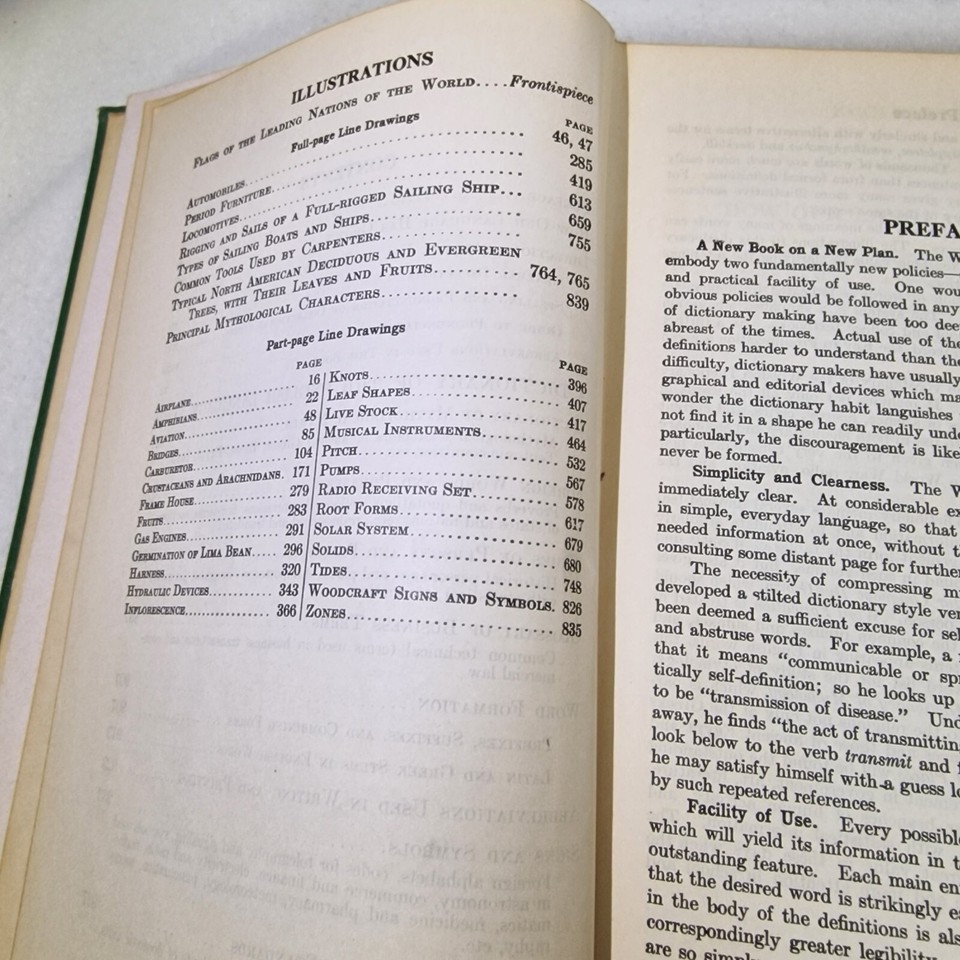 ILLUSTRATIONS
FLAGS OF THE LEADING NATIONS OF THE WORLD....Frontispiece
Full-page Line Drawings
PAGE
AUTOMOBILES........ 46, 47
PERIOD FURNITURE........ 285
LOCOMOTIVES........ 419
RIGGING AND SAILS OF A FULL-RIGGED SAILING SHIP... 613
TYPES OF SAILING BOATS AND SHIPS........ 659
COMMON TOOLS USED BY CARPENTERS........ 755
TYPICAL NORTH AMERICAN DECIDUOUS AND EVERGREEN
TREES, WITH THEIR LEAVES AND FRUITS.......... 764, 765
PRINCIPAL MYTHOLOGICAL CHARACTERS........ 839
Part-page Line Drawings
PAGE
AIRPLANE........ 16
AMPHIBIANS........ 22
AVIATION........ 48
BRIDGES........ 85
CARBURETOR........ 104
CRUSTACEANS AND ARACHNIDANS. 171
FRAME HOUSE........ 279
FRUITS........ 283
GAS ENGINES........ 291
GERMINATION OF LIMA BEAN..... 296
HARNESS........ 320
HYDRAULIC DEVICES........ 343
INFLORESCENCE........ 366
PAGE
KNOTS........ 396
LEAF SHAPES........ 407
LIVE STOCK........ 417
MUSICAL INSTRUMENTS........ 464
PITCH........ 532
PUMPS........ 567
RADIO RECEIVING SET........ 578
ROOT FORMS........ 617
SOLAR SYSTEM........ 679
SOLIDS........ 680
TIDES........ 748
WOODCRAFT SIGNS AND SYMBOLS. 826
ZONES........ 835
PREFA
A New Book on a New Plan. The W
embody two fundamentally new policies—
and practical facility of use. One wou
obvious policies would be followed in any
of dictionary making have been too dee
abreast of the times. Actual use of the
definitions harder to understand than the
difficulty, dictionary makers have usually
graphical and editorial devices which ma
wonder the dictionary habit languishes
not find it in a shape he can readily unde
particularly, the discouragement is like
never be formed.
Simplicity and Clearness. The W
immediately clear. At considerable ex
in simple, everyday language, so that
needed information at once, without t
consulting some distant page for further
The necessity of compressing m
developed a stilted dictionary style ver
been deemed a sufficient excuse for sel
and abstruse words. For example, a
that it means "communicable or spr
tically self-definition; so he looks up
to be "transmission of disease." Und
away, he finds "the act of transmittin
look below to the verb transmit and f
he may satisfy himself with a guess
by such repeated references.
Facility of Use. Every possible
which will yield its information in t
outstanding feature. Each main en
that the desired word is strikingly e
in the body of the definitions is als
correspondingly greater legibility
are so simple